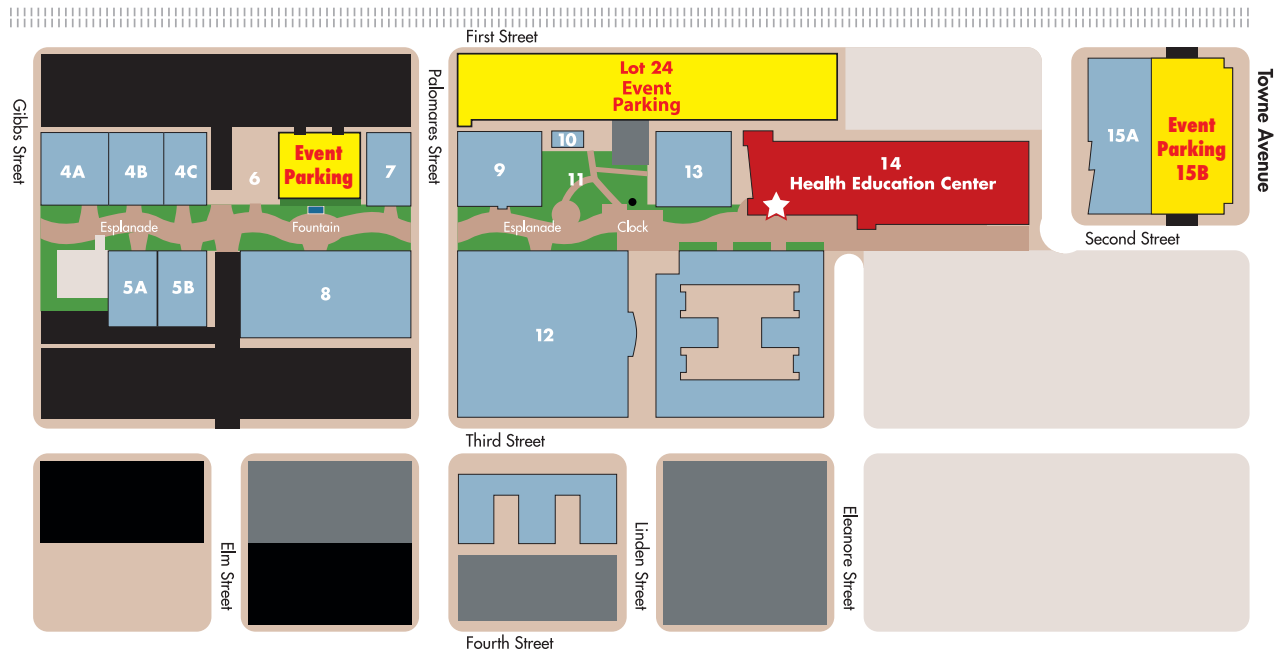 First Street
Gibbs Street
Palomares Street
Towne Avenue
Lot 24
Event
Parking
4A
4B
4C
6
Event
Parking
7
9
10
11
13
14
Health Education Center
15A
Event
Parking
15B
Esplanade
Fountain
Esplanade
Clock
Second Street
5A
5B
8
12
Third Street
Elm Street
Linden Street
Eleanore Street
Fourth Street